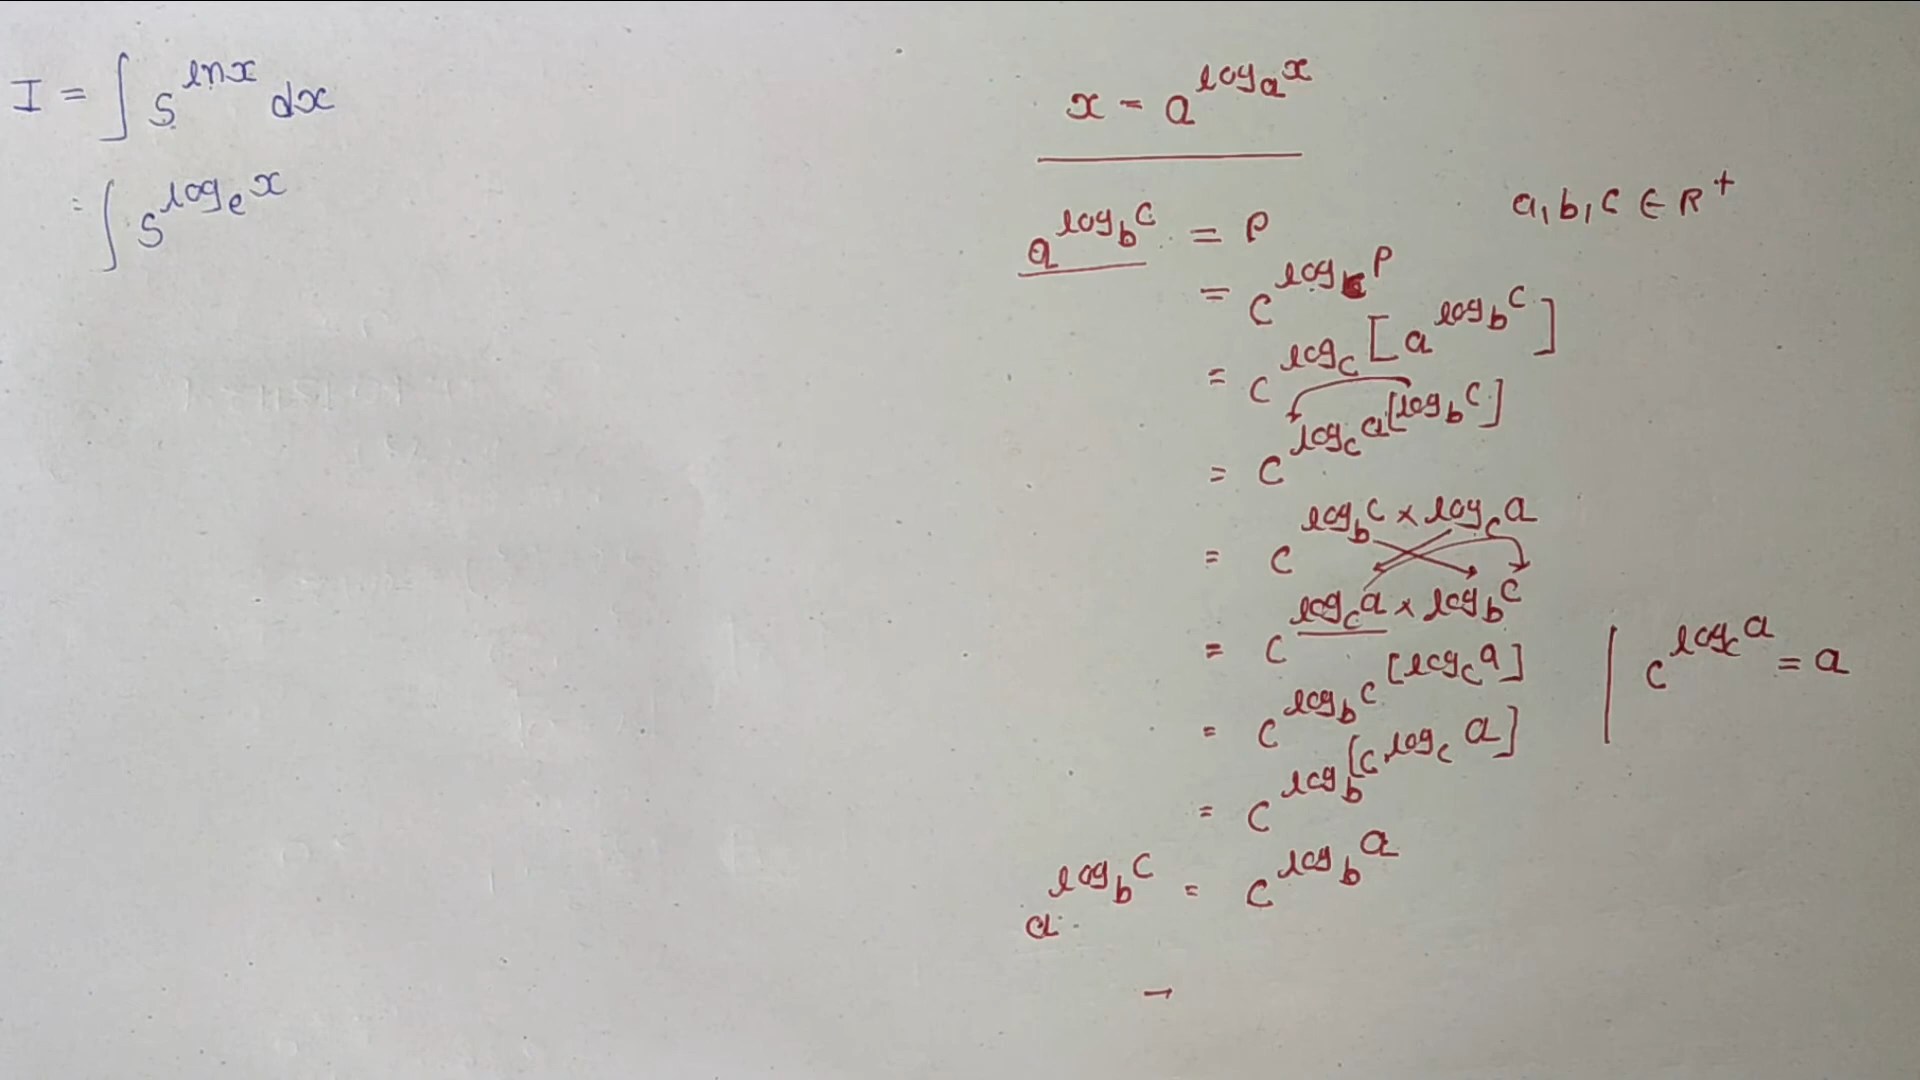 I = ∫ 5^{ln x} dx
= ∫ 5^{log_e x}
x = a^{log_a x}
a^{log_b c} = P
a, b, c ∈ R^+
= c^{log_c P}
= c^{log_c [a^{log_b c}]}
= c^{log_c a^{[log_b c]}}
= c^{log_b c × log_c a}
= c^{log_c a × log_b c}
= c^{log_b c^{[log_c a]}}
c^{log_c a} = a
= c^{log_b [c^{log_c a}]}
a^{log_b c} = c^{log_b a}